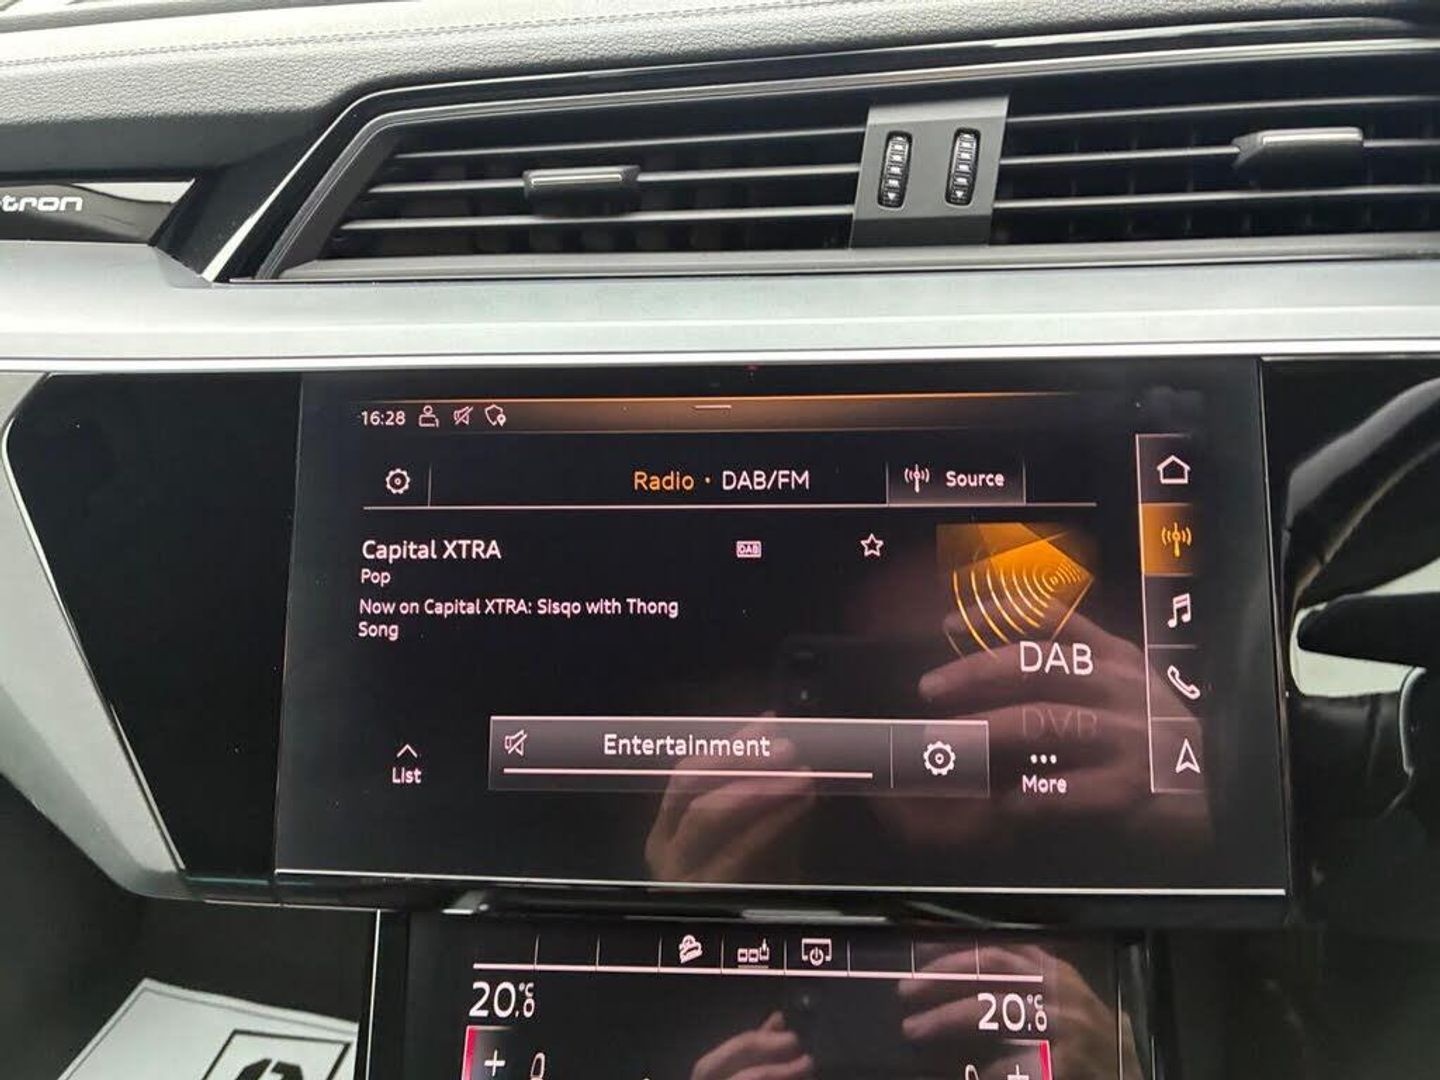 tron
16:28
Radio · DAB/FM
Source
Capital XTRA
DAB
Pop
Now on Capital XTRA: Sisqo with Thong
Song
DAB
Entertainment
List
More
20.0°C
20.0°C